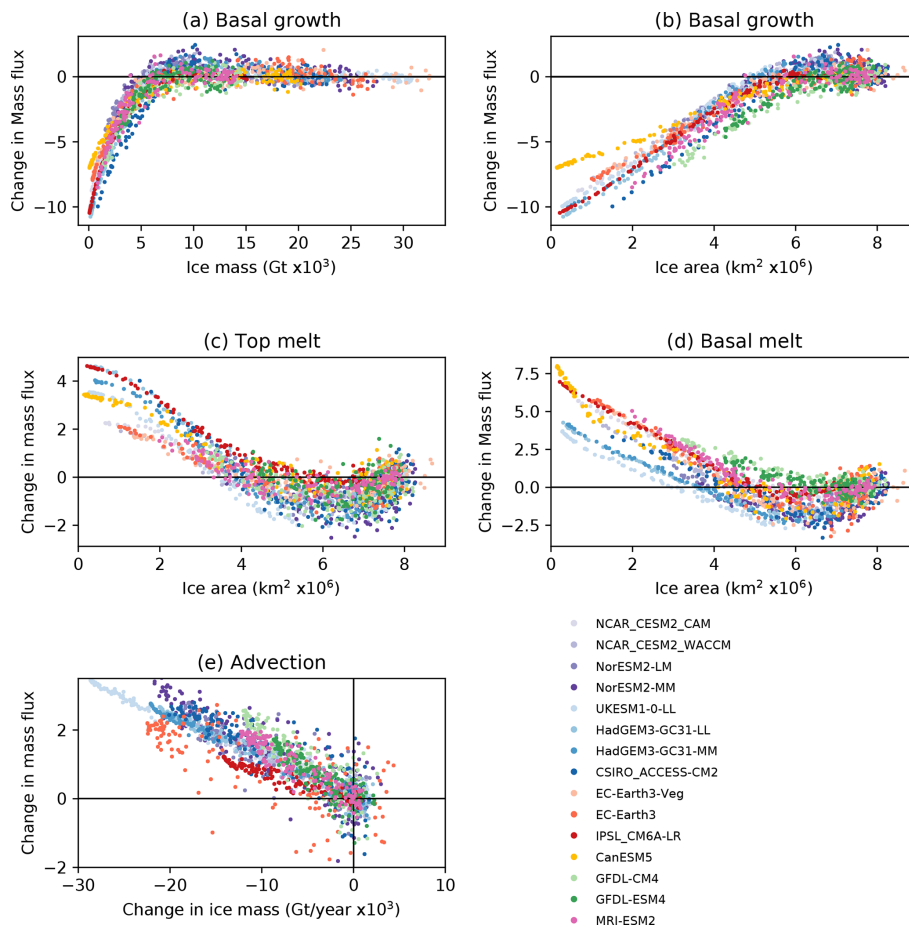 (a) Basal growth
Change in Mass flux
0
−5
−10
0 5 10 15 20 25 30
Ice mass (Gt x10³)
(b) Basal growth
Change in Mass flux
0
−5
−10
0 2 4 6 8
Ice area (km² x10⁶)
(c) Top melt
Change in mass flux
4
2
0
−2
0 2 4 6 8
Ice area (km² x10⁶)
(d) Basal melt
Change in Mass flux
7.5
5.0
2.5
0.0
−2.5
0 2 4 6 8
Ice area (km² x10⁶)
(e) Advection
Change in mass flux
2
0
−2
−30 −20 −10 0 10
Change in ice mass (Gt/year x10³)
NCAR_CESM2_CAM
NCAR_CESM2_WACCM
NorESM2-LM
NorESM2-MM
UKESM1-0-LL
HadGEM3-GC31-LL
HadGEM3-GC31-MM
CSIRO_ACCESS-CM2
EC-Earth3-Veg
EC-Earth3
IPSL_CM6A-LR
CanESM5
GFDL-CM4
GFDL-ESM4
MRI-ESM2